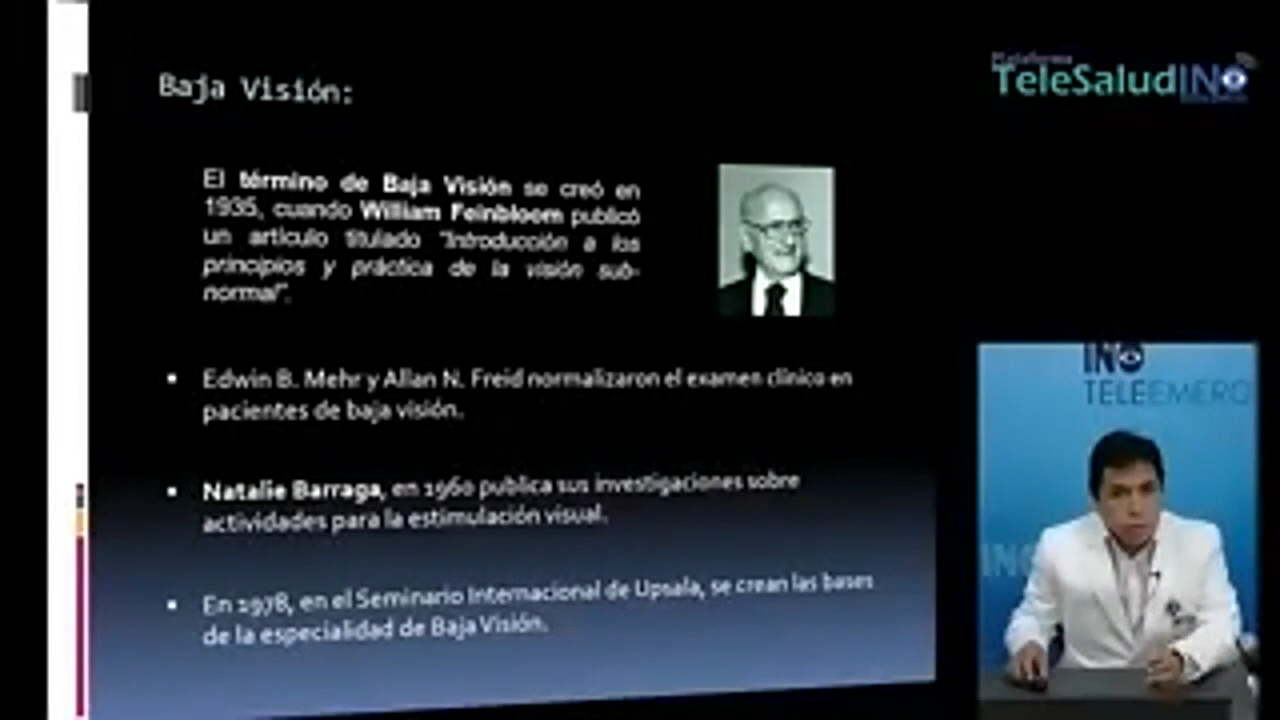 Baja Visión:
Plataforma
TeleSaludINO
El término de Baja Visión se creó en
1935, cuando William Feinbloom publicó
un artículo titulado "Introducción a los
principios y práctica de la visión sub-
normal".
▪ Edwin B. Mehr y Allan N. Freid normalizaron el examen clínico en
pacientes de baja visión.
▪ Natalie Barraga, en 1960 publica sus investigaciones sobre
actividades para la estimulación visual.
▪ En 1978, en el Seminario Internacional de Upsala, se crean las bases
de la especialidad de Baja Visión.
INO
TELEEMERG
INO